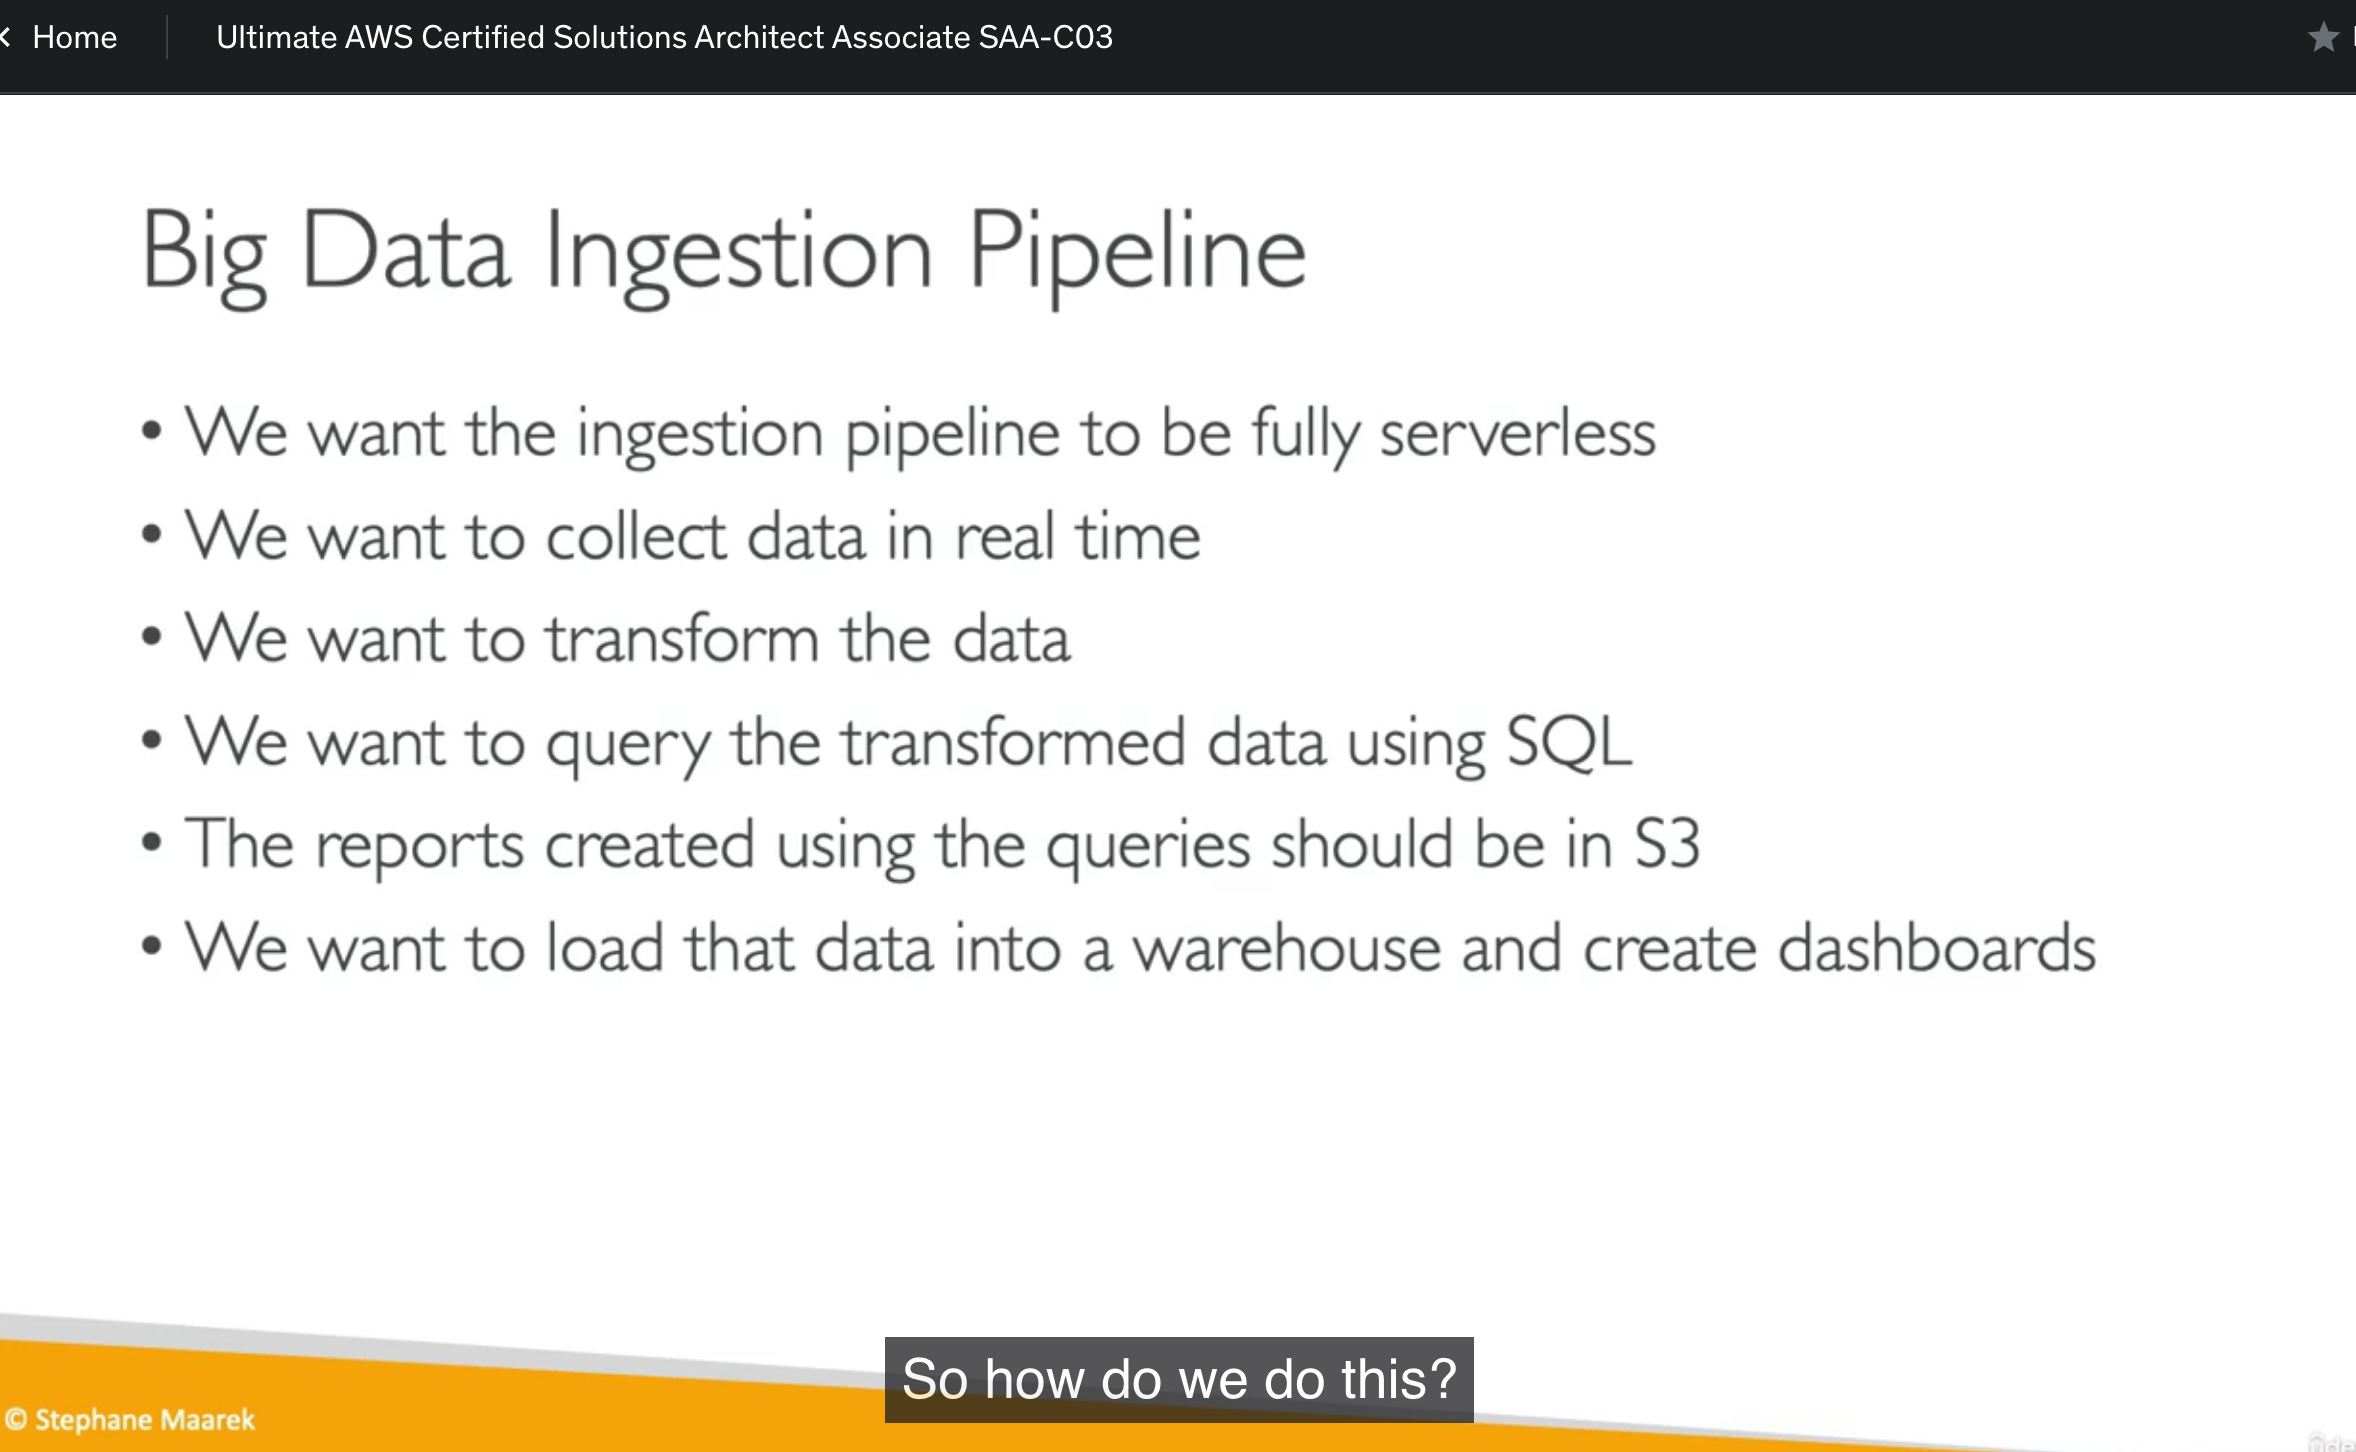 Home
Ultimate AWS Certified Solutions Architect Associate SAA-C03
Big Data Ingestion Pipeline
• We want the ingestion pipeline to be fully serverless
• We want to collect data in real time
• We want to transform the data
• We want to query the transformed data using SQL
• The reports created using the queries should be in S3
• We want to load that data into a warehouse and create dashboards
So how do we do this?
© Stephane Maarek